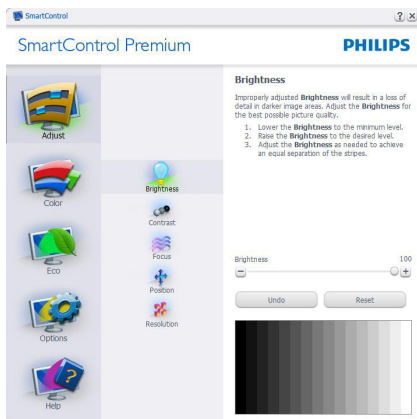 SmartControl
SmartControl Premium
PHILIPS
Adjust
Color
Eco
Options
Help
Brightness
Contrast
Focus
Position
Resolution
Brightness
Improperly adjusted Brightness will result in a loss of
detail in darker image areas. Adjust the Brightness for
the best possible picture quality.
1. Lower the Brightness to the minimum level.
2. Raise the Brightness to the desired level.
3. Adjust the Brightness as needed to achieve
an equal separation of the stripes.
Brightness 100
Undo Reset